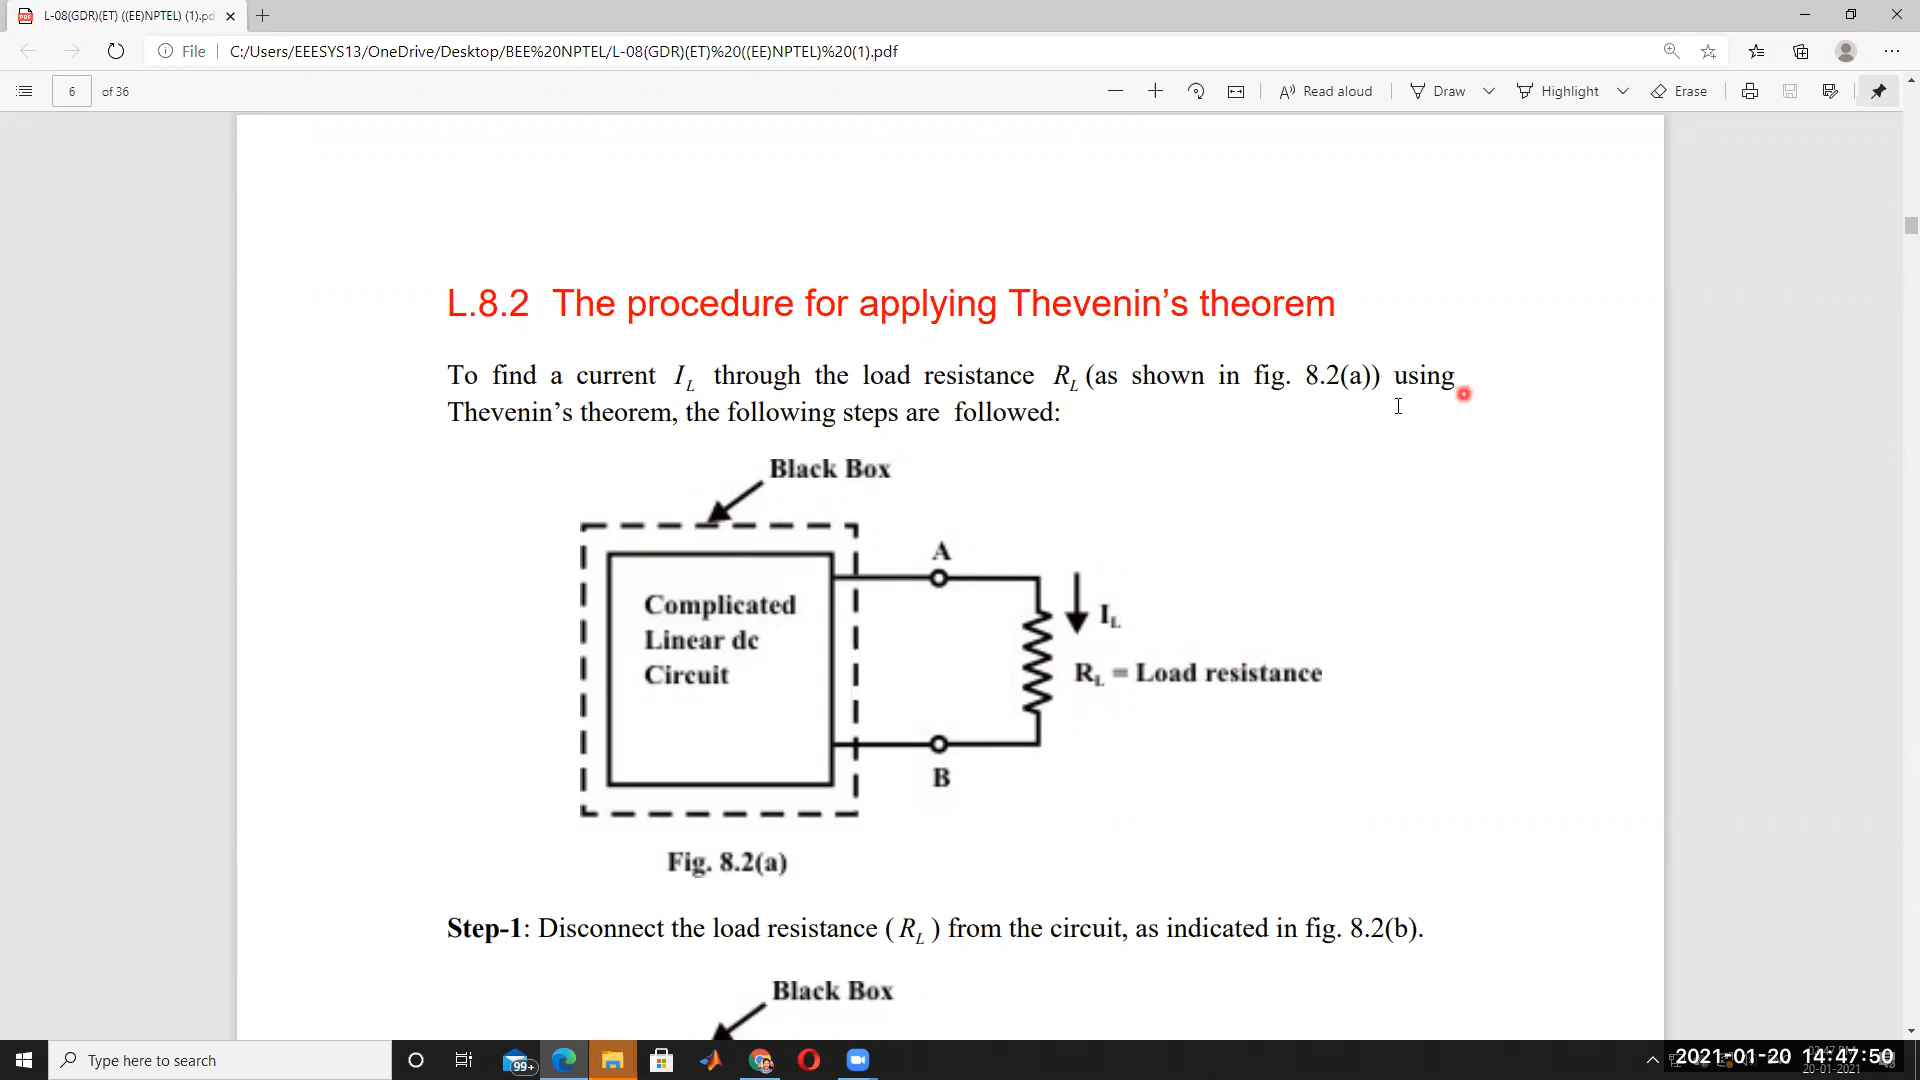 L-08(GDR)(ET) ((EE)NPTEL) (1).pd
File
C:/Users/EEESYS13/OneDrive/Desktop/BEE%20NPTEL/L-08(GDR)(ET)%20((EE)NPTEL)%20(1).pdf
6 of 36
Read aloud
Draw
Highlight
Erase
L.8.2 The procedure for applying Thevenin's theorem
To find a current I_L through the load resistance R_L (as shown in fig. 8.2(a)) using
Thevenin's theorem, the following steps are followed:
Black Box
A
Complicated
Linear dc
Circuit
I_L
R_L = Load resistance
B
Fig. 8.2(a)
Step-1: Disconnect the load resistance ( R_L ) from the circuit, as indicated in fig. 8.2(b).
Black Box
Type here to search
99+
2021-01-20 14:47:50
20-01-2021